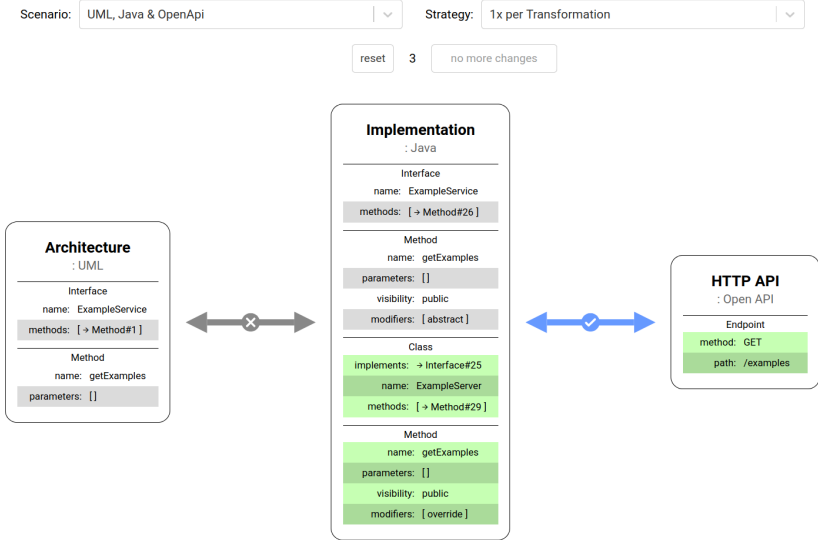 Scenario: UML, Java & OpenApi Strategy: 1x per Transformation
reset 3 no more changes
Architecture
: UML
Interface
name: ExampleService
methods: [ → Method#1 ]
Method
name: getExamples
parameters: [ ]
Implementation
: Java
Interface
name: ExampleService
methods: [ → Method#26 ]
Method
name: getExamples
parameters: [ ]
visibility: public
modifiers: [ abstract ]
Class
implements: → Interface#25
name: ExampleServer
methods: [ → Method#29 ]
Method
name: getExamples
parameters: [ ]
visibility: public
modifiers: [ override ]
HTTP API
: Open API
Endpoint
method: GET
path: /examples